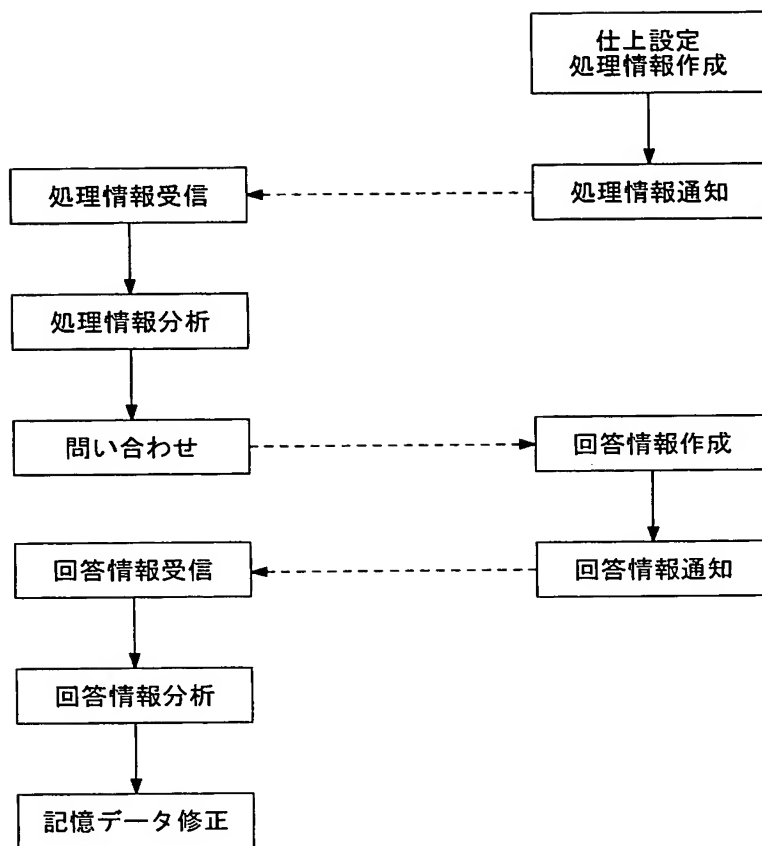 仕上設定
処理情報作成
処理情報受信
処理情報通知
処理情報分析
問い合わせ
回答情報作成
回答情報受信
回答情報通知
回答情報分析
記憶データ修正